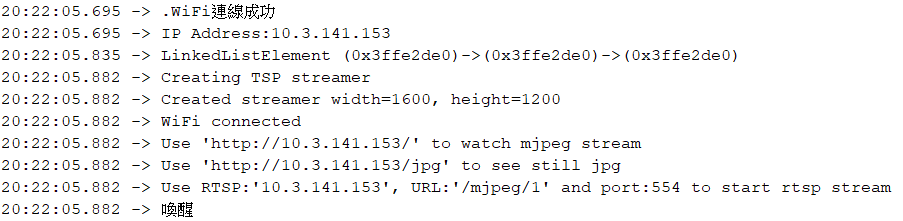 20:22:05.695 -> .WiFi連線成功
20:22:05.695 -> IP Address:10.3.141.153
20:22:05.835 -> LinkedListElement (0x3ffe2de0)->(0x3ffe2de0)->(0x3ffe2de0)
20:22:05.882 -> Creating TSP streamer
20:22:05.882 -> Created streamer width=1600, height=1200
20:22:05.882 -> WiFi connected
20:22:05.882 -> Use 'http://10.3.141.153/' to watch mjpeg stream
20:22:05.882 -> Use 'http://10.3.141.153/jpg' to see still jpg
20:22:05.882 -> Use RTSP:'10.3.141.153', URL:'/mjpeg/1' and port:554 to start rtsp stream
20:22:05.882 -> 喚醒